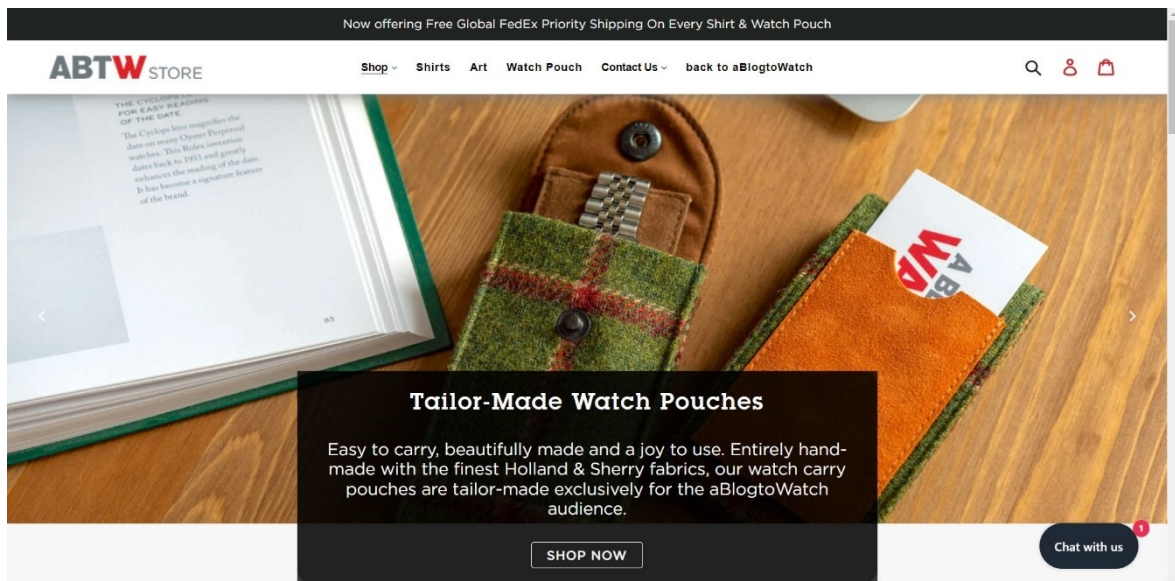 Now offering Free Global FedEx Priority Shipping On Every Shirt & Watch Pouch
ABTW STORE
Shop Shirts Art Watch Pouch Contact Us back to aBlogtoWatch
FOR EASY READING
OF THE DATE
The Cyclops lens magnifies the
date on many Oyster Perpetual
watches. This Rolex invention
dates back to 1953 and greatly
enhances the reading of the date.
It has become a signature feature
of the brand.
83
Tailor-Made Watch Pouches
Easy to carry, beautifully made and a joy to use. Entirely hand-
made with the finest Holland & Sherry fabrics, our watch carry
pouches are tailor-made exclusively for the aBlogtoWatch
audience.
SHOP NOW
1
Chat with us